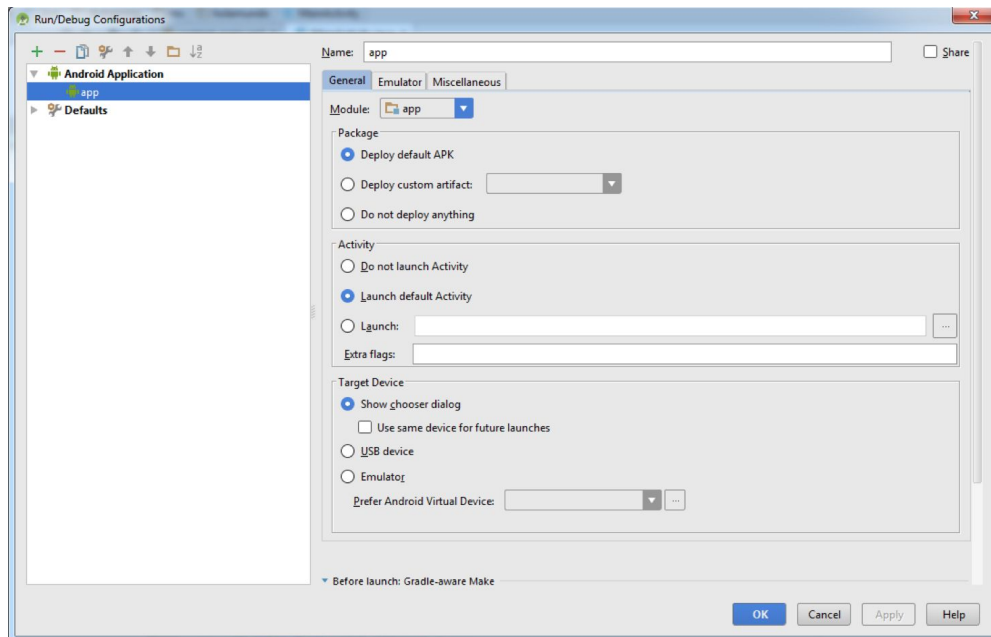 Run/Debug Configurations
Name: app
Share
Android Application
app
Defaults
General Emulator Miscellaneous
Module: app
Package
Deploy default APK
Deploy custom artifact:
Do not deploy anything
Activity
Do not launch Activity
Launch default Activity
Launch:
...
Extra flags:
Target Device
Show chooser dialog
Use same device for future launches
USB device
Emulator
Prefer Android Virtual Device:
...
Before launch: Gradle-aware Make
OK Cancel Apply Help